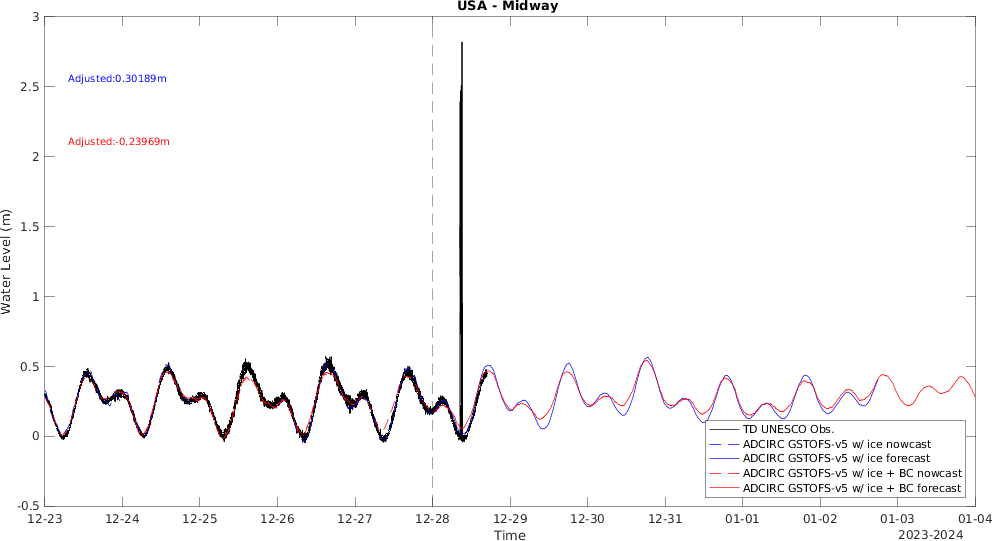 USA - Midway
Adjusted:0.30189m
Adjusted:-0.23969m
Water Level (m)
3
2.5
2
1.5
1
0.5
0
-0.5
TD UNESCO Obs.
ADCIRC GSTOFS-v5 w/ ice nowcast
ADCIRC GSTOFS-v5 w/ ice forecast
ADCIRC GSTOFS-v5 w/ ice + BC nowcast
ADCIRC GSTOFS-v5 w/ ice + BC forecast
12-23 12-24 12-25 12-26 12-27 12-28 12-29 12-30 12-31 01-01 01-02 01-03 01-04
Time
2023-2024